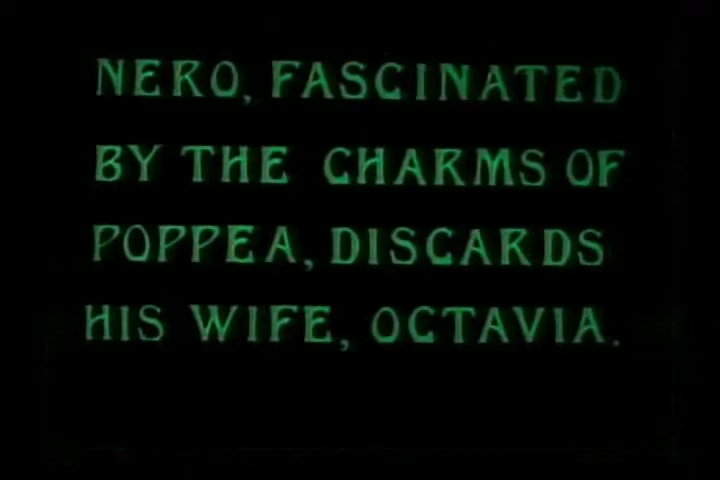 NERO, FASCINATED
BY THE CHARMS OF
POPPEA, DISCARDS
HIS WIFE, OCTAVIA.